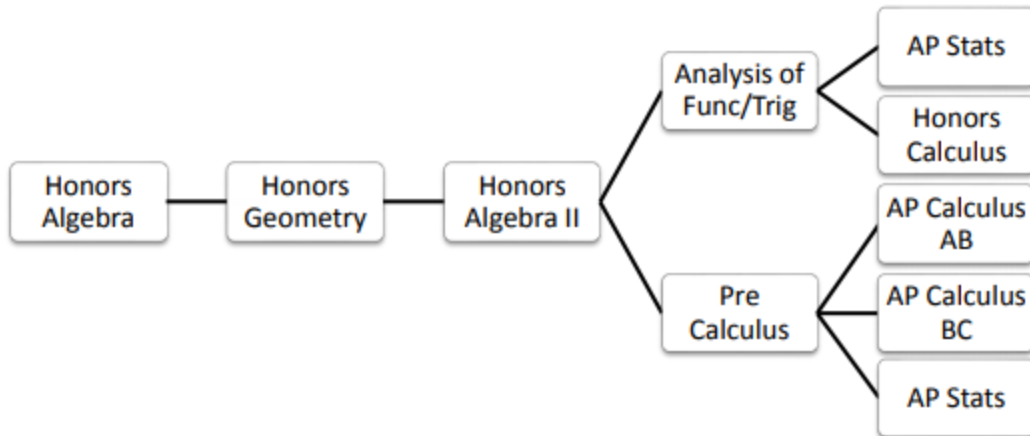 Honors
Algebra
Honors
Geometry
Honors
Algebra II
Analysis of
Func/Trig
Pre
Calculus
AP Stats
Honors
Calculus
AP Calculus
AB
AP Calculus
BC
AP Stats